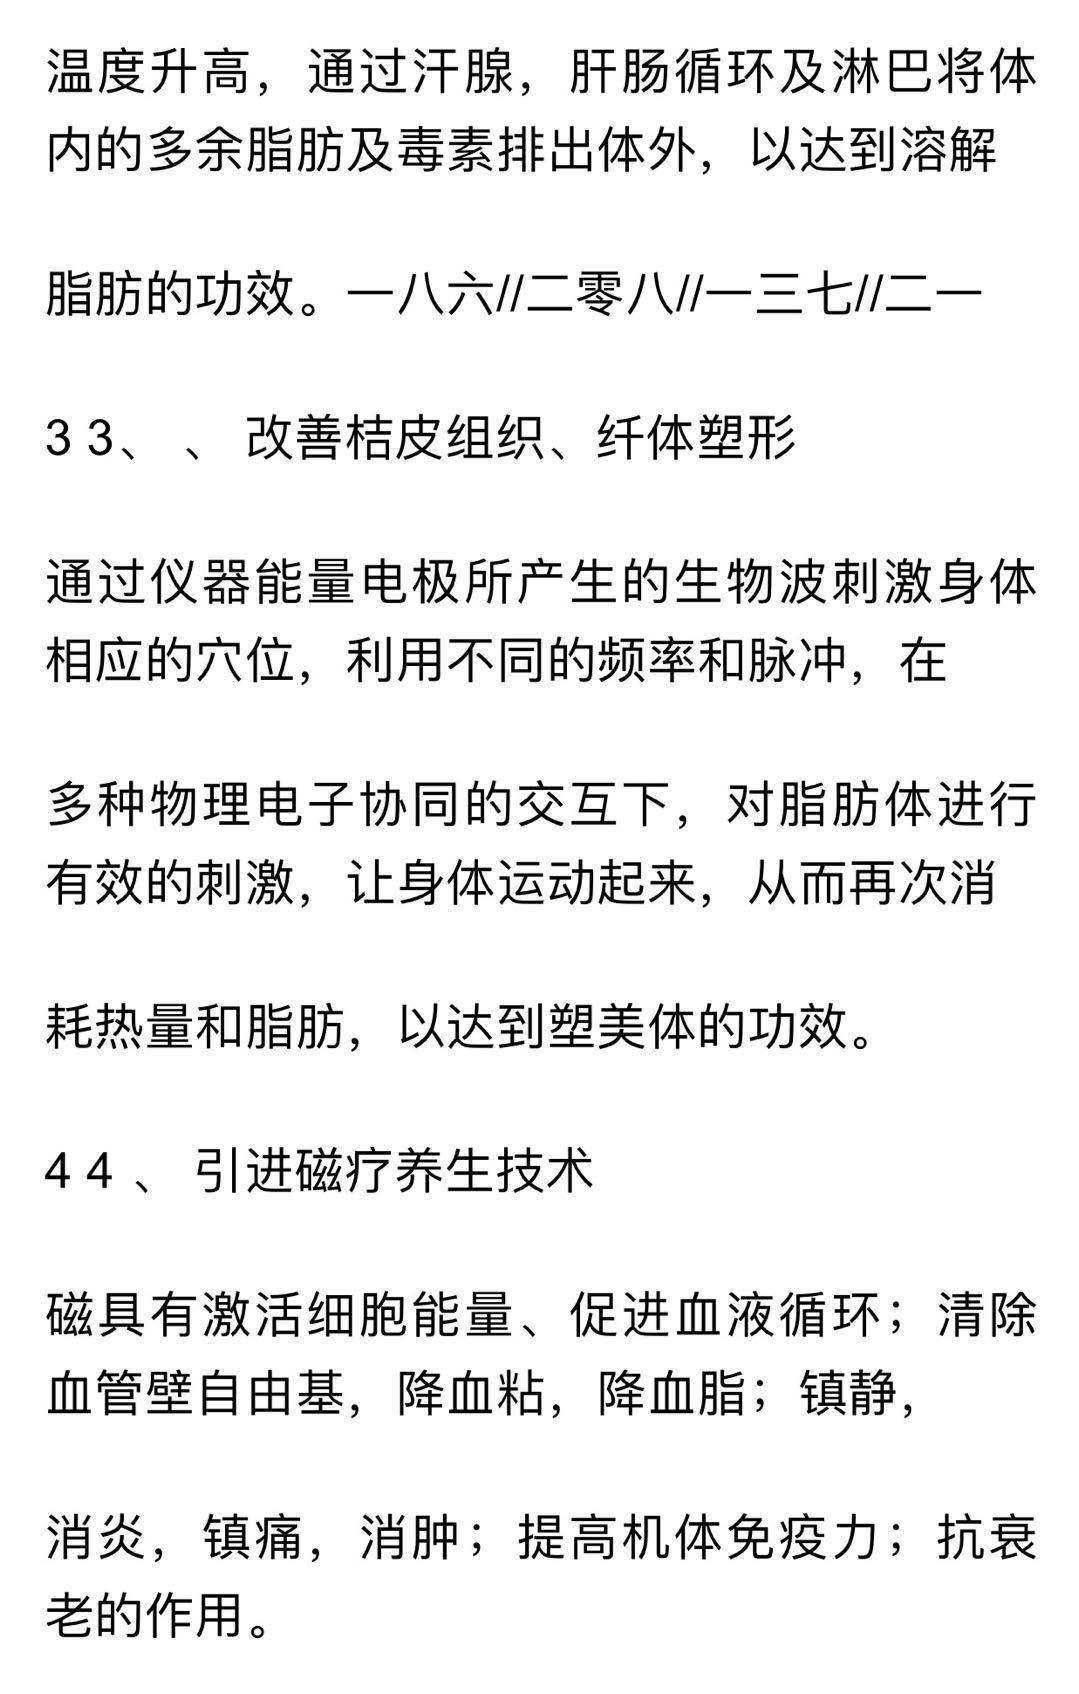 温度升高，通过汗腺，肝肠循环及淋巴将体
内的多余脂肪及毒素排出体外，以达到溶解
脂肪的功效。一八六//二零八//一三七//二一
3 3、 、 改善桔皮组织、纤体塑形
通过仪器能量电极所产生的生物波刺激身体
相应的穴位，利用不同的频率和脉冲，在
多种物理电子协同的交互下，对脂肪体进行
有效的刺激，让身体运动起来，从而再次消
耗热量和脂肪，以达到塑美体的功效。
4 4 、 引进磁疗养生技术
磁具有激活细胞能量、促进血液循环；清除
血管壁自由基，降血粘，降血脂；镇静，
消炎，镇痛，消肿；提高机体免疫力；抗衰
老的作用。